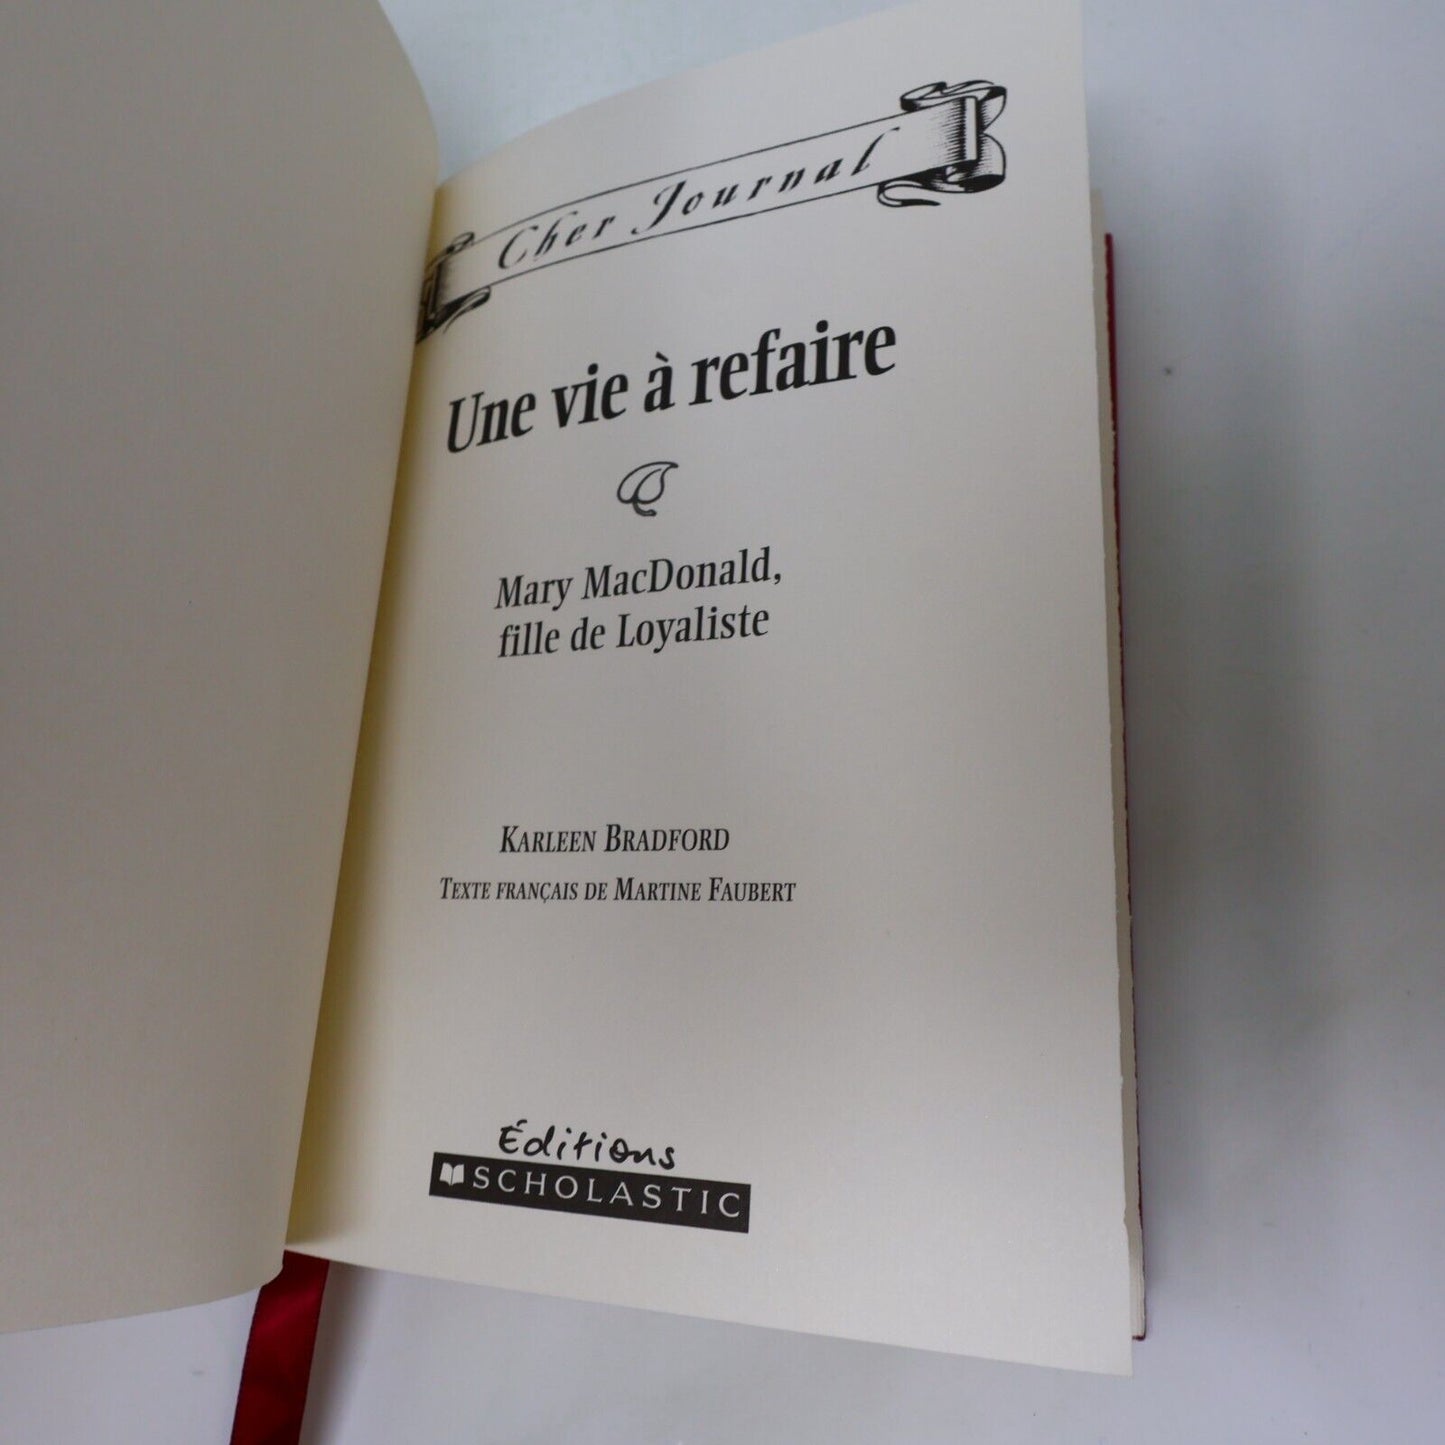 Cher Journal
Une vie à refaire
Mary MacDonald,
fille de Loyaliste
KARLEEN BRADFORD
TEXTE FRANÇAIS DE MARTINE FAUBERT
Éditions
SCHOLASTIC